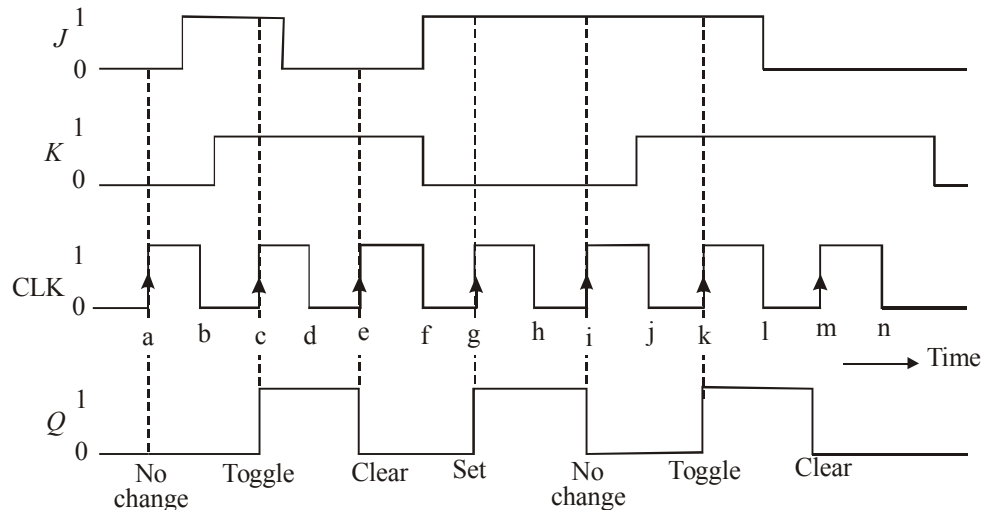 1
J
0
1
K
0
1
CLK
0
a b c d e f g h i j k l m n
Time
1
Q
0
No change
Toggle
Clear
Set
No change
Toggle
Clear